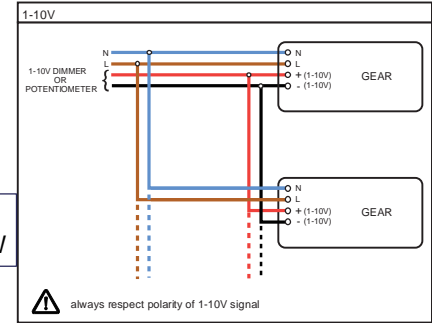 1-10V
N
L
1-10V DIMMER
OR
POTENTIOMETER
N
L
+ (1-10V)
- (1-10V)
GEAR
N
L
+ (1-10V)
- (1-10V)
GEAR
always respect polarity of 1-10V signal